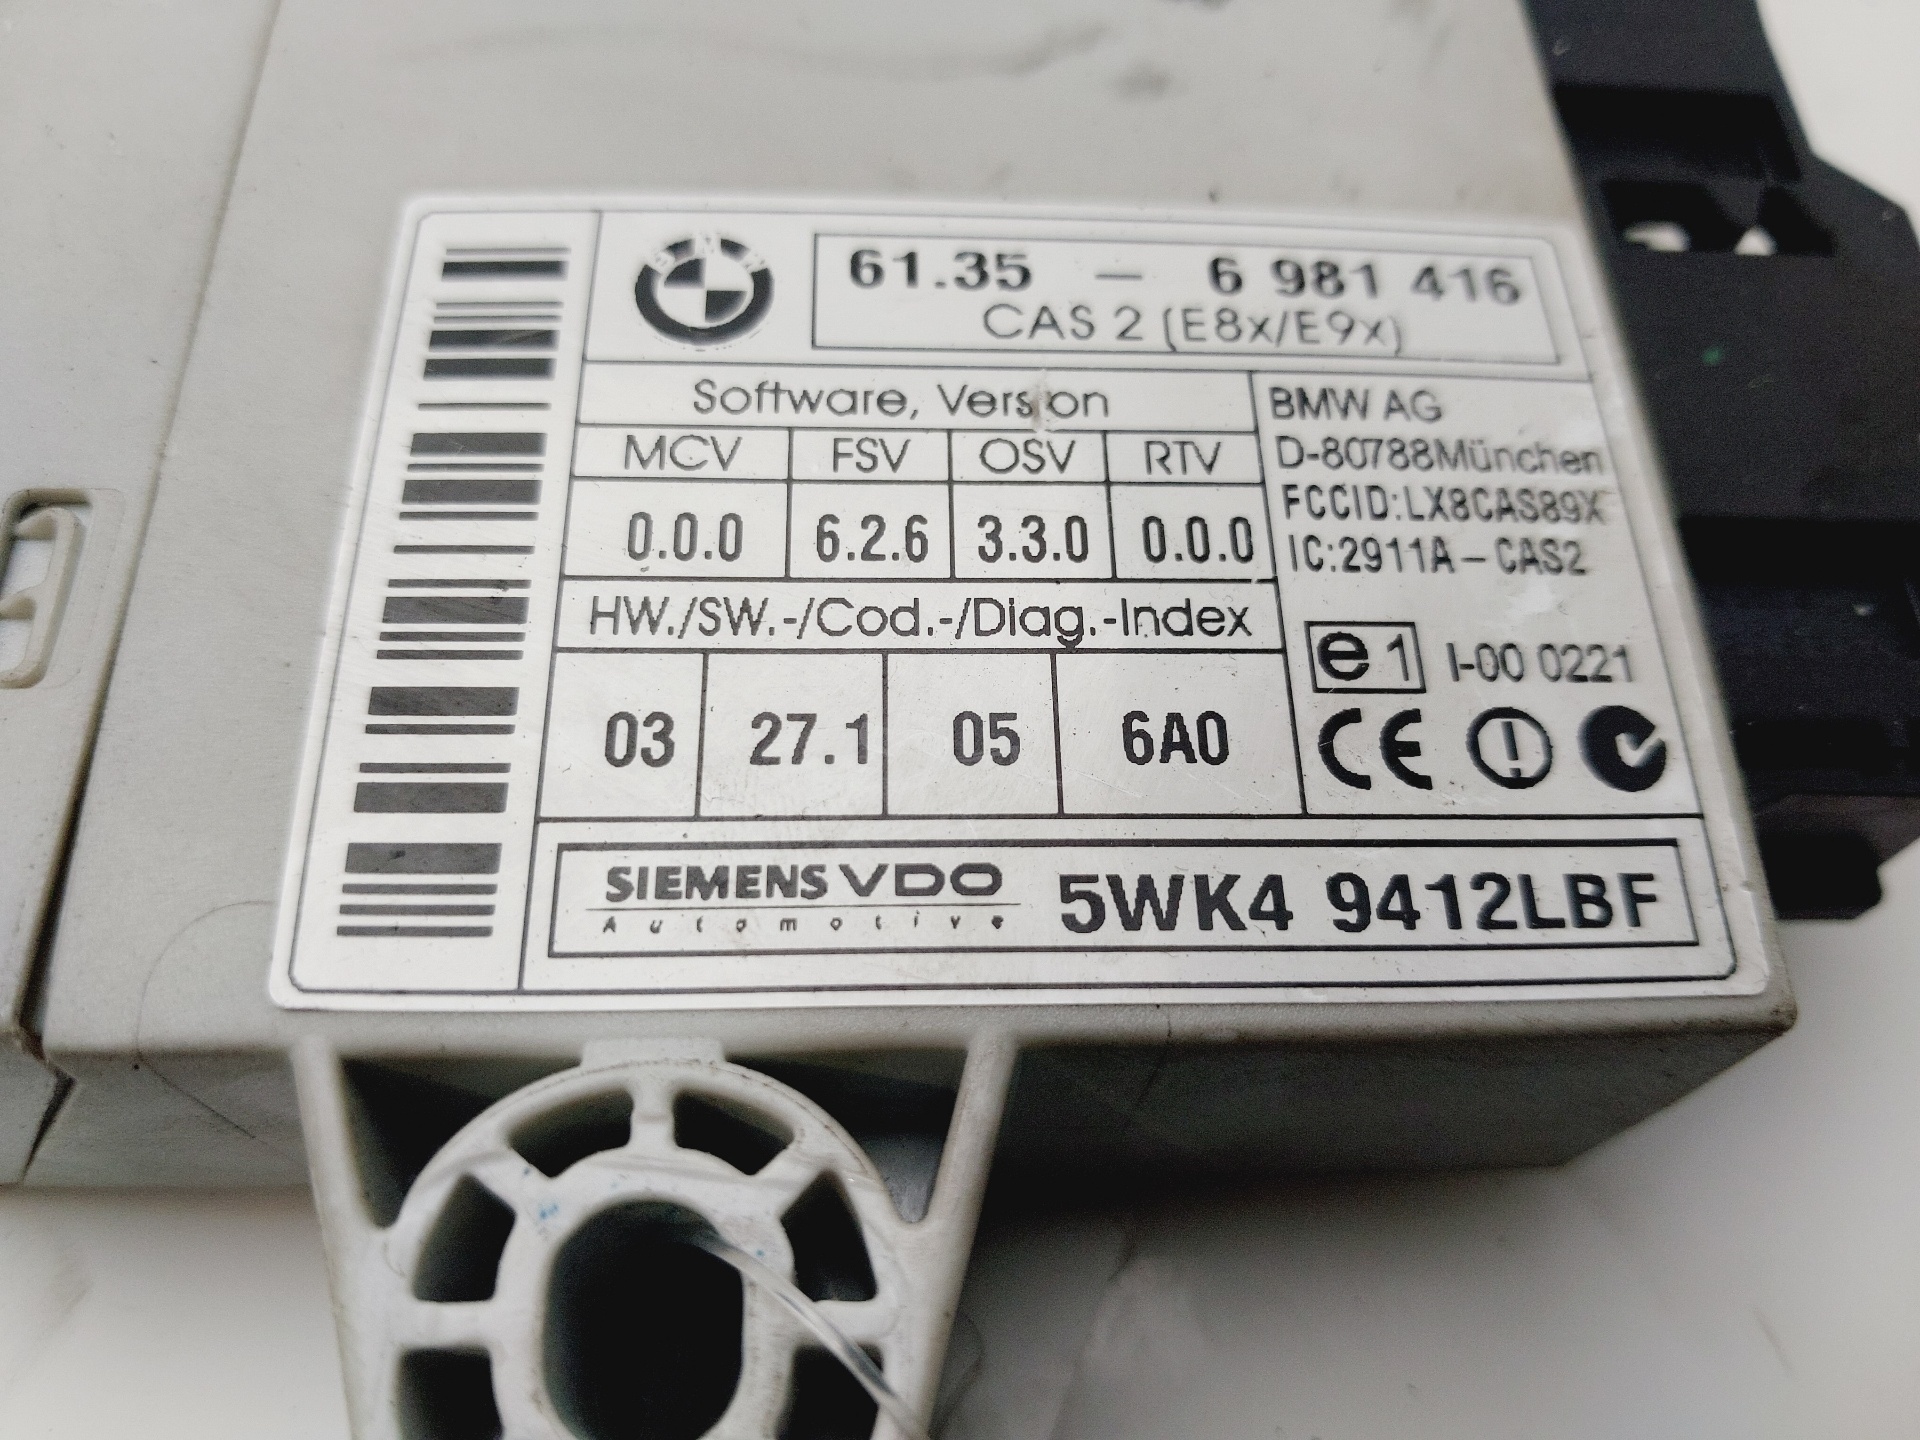 BMW
61.35 - 6 981 416
CAS 2 (E8x/E9x)
Software, Version
MCV FSV OSV RTV
0.0.0 6.2.6 3.3.0 0.0.0
HW./SW.-/Cod.-/Diag.-Index
03 27.1 05 6A0
BMW AG
D-80788München
FCCID:LX8CAS89X
IC:2911A-CAS2
e1 I-00 0221
CE
SIEMENS VDO
Automotive
5WK4 9412LBF